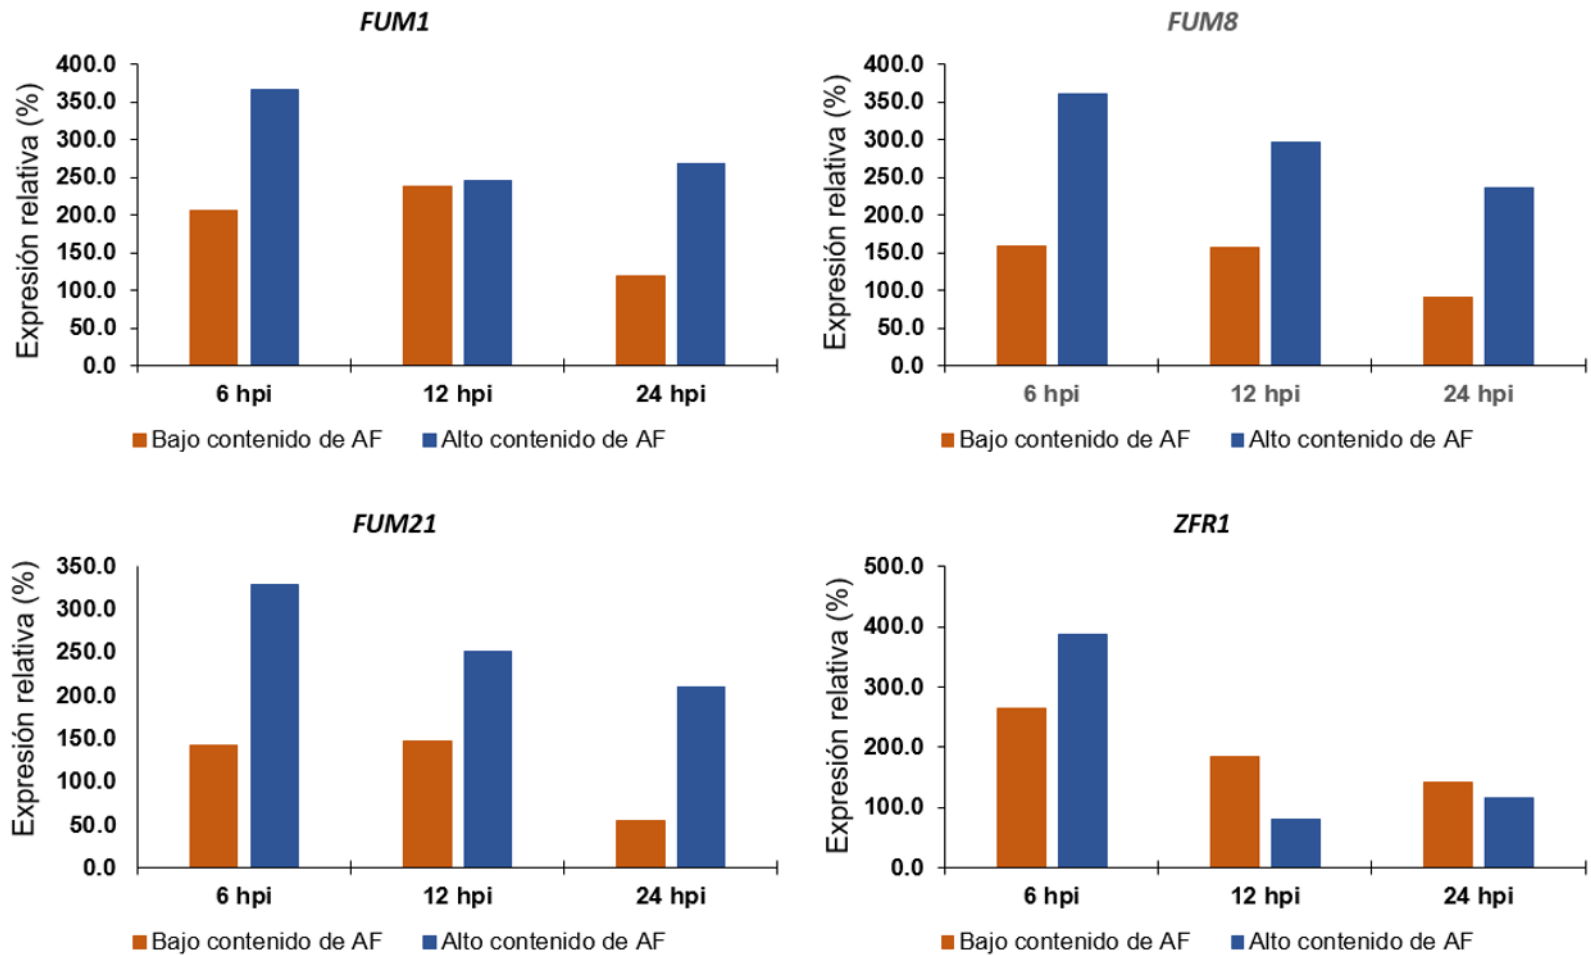 FUM1
Expresión relativa (%)
400.0
350.0
300.0
250.0
200.0
150.0
100.0
50.0
0.0
6 hpi 12 hpi 24 hpi
Bajo contenido de AF Alto contenido de AF
FUM8
Expresión relativa (%)
400.0
350.0
300.0
250.0
200.0
150.0
100.0
50.0
0.0
6 hpi 12 hpi 24 hpi
Bajo contenido de AF Alto contenido de AF
FUM21
Expresión relativa (%)
350.0
300.0
250.0
200.0
150.0
100.0
50.0
0.0
6 hpi 12 hpi 24 hpi
Bajo contenido de AF Alto contenido de AF
ZFR1
Expresión relativa (%)
500.0
400.0
300.0
200.0
100.0
0.0
6 hpi 12 hpi 24 hpi
Bajo contenido de AF Alto contenido de AF